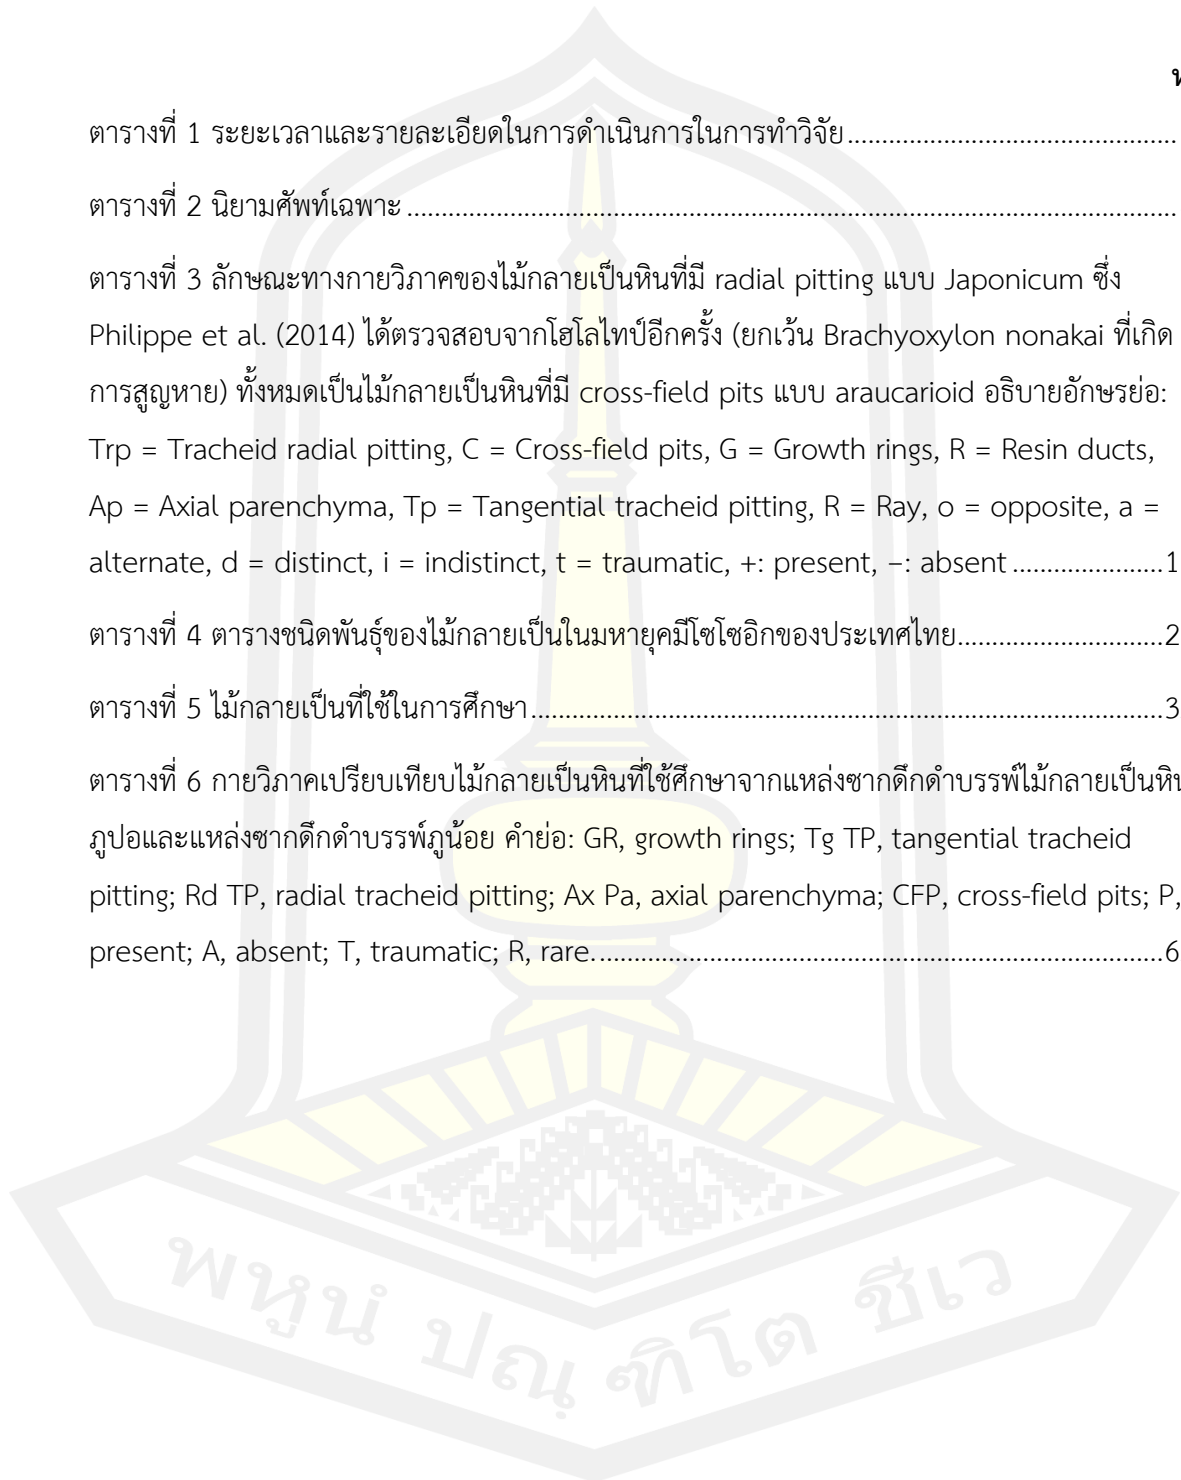 ตารางที่ 1 ระยะเวลาและรายละเอียดในการดำเนินการในการทำวิจัย................................................
ตารางที่ 2 นิยามศัพท์เฉพาะ................................................................................................................
ตารางที่ 3 ลักษณะทางกายวิภาคของไม้กลายเป็นหินที่มี radial pitting แบบ Japonicum ซึ่ง
Philippe et al. (2014) ได้ตรวจสอบจากโฮโลไทป์อีกครั้ง (ยกเว้น Brachyoxylon nonakai ที่เกิด
การสูญหาย) ทั้งหมดเป็นไม้กลายเป็นหินที่มี cross-field pits แบบ araucarioid อธิบายอักษรย่อ:
Trp = Tracheid radial pitting, C = Cross-field pits, G = Growth rings, R = Resin ducts,
Ap = Axial parenchyma, Tp = Tangential tracheid pitting, R = Ray, o = opposite, a =
alternate, d = distinct, i = indistinct, t = traumatic, +: present, –: absent......................1
ตารางที่ 4 ตารางชนิดพันธุ์ของไม้กลายเป็นในมหายุคมีโซโซอิกของประเทศไทย..............................2
ตารางที่ 5 ไม้กลายเป็นที่ใช้ในการศึกษา............................................................................................3
ตารางที่ 6 กายวิภาคเปรียบเทียบไม้กลายเป็นหินที่ใช้ศึกษาจากแหล่งซากดึกดำบรรพ์ไม้กลายเป็นหิน
ภูปอและแหล่งซากดึกดำบรรพ์ภูน้อย คำย่อ: GR, growth rings; Tg TP, tangential tracheid
pitting; Rd TP, radial tracheid pitting; Ax Pa, axial parenchyma; CFP, cross-field pits; P,
present; A, absent; T, traumatic; R, rare...................................................................................6
พหูนํ ปณฺฑิโต ชีเว